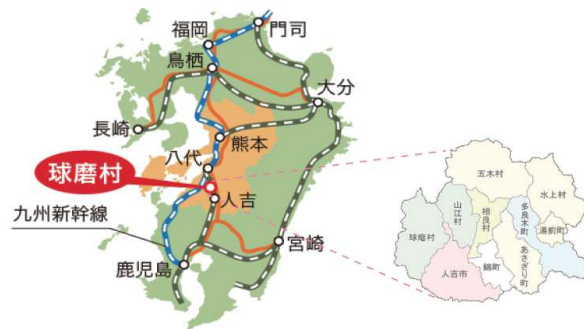 福岡
門司
鳥栖
大分
長崎
熊本
八代
球磨村
人吉
九州新幹線
宮崎
鹿児島
五木村
水上村
山江村
相良村
多良木町
湯前町
球磨村
あさぎり町
錦町
人吉市